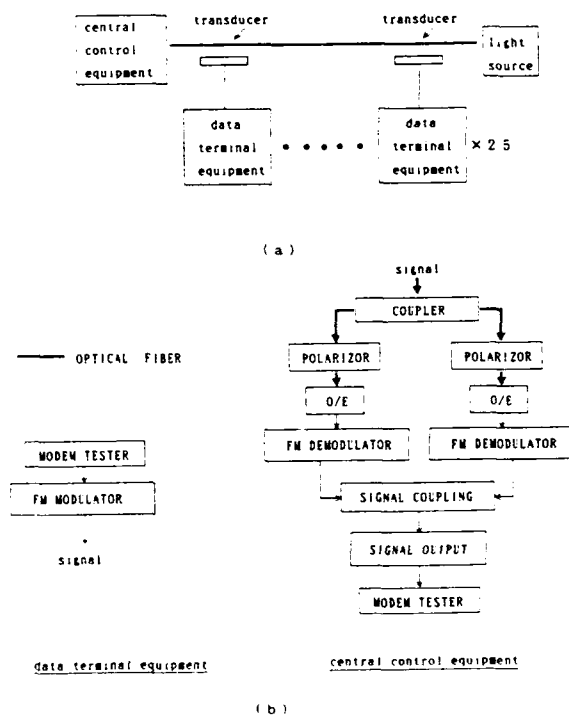 central
control
equipment
transducer
transducer
light
source
data
terminal
equipment
• • • • •
data
terminal
equipment
× 25
(a)
OPTICAL FIBER
MODEM TESTER
FM MODULATOR
signal
data terminal equipment
signal
COUPLER
POLARIZOR
POLARIZOR
O/E
O/E
FM DEMODULATOR
FM DEMODULATOR
SIGNAL COUPLING
SIGNAL OUTPUT
MODEM TESTER
central control equipment
(b)